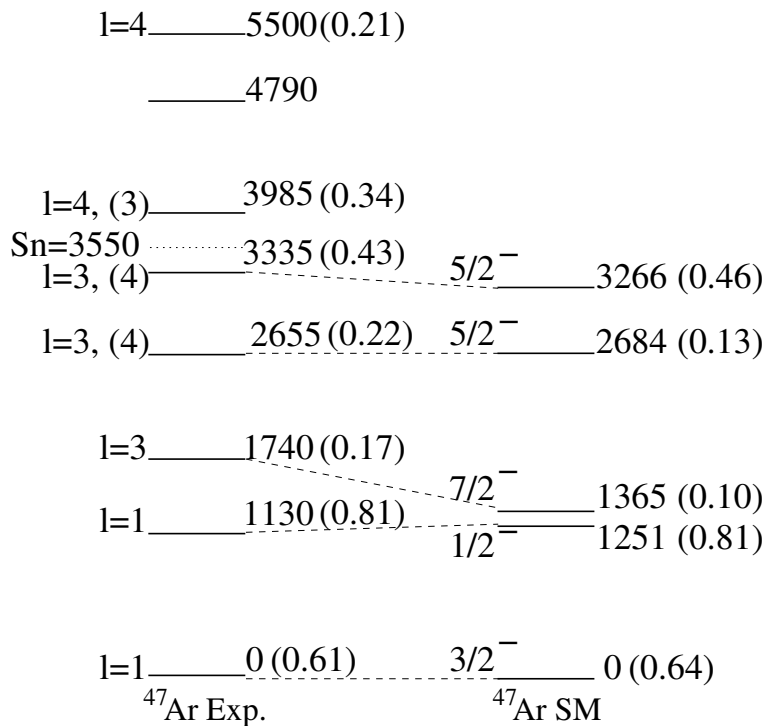 l=4 5500(0.21)
4790
l=4, (3) 3985(0.34)
Sn=3550
l=3, (4) 3335(0.43) 5/2⁻ 3266 (0.46)
l=3, (4) 2655(0.22) 5/2⁻ 2684 (0.13)
l=3 1740(0.17)
7/2⁻ 1365 (0.10)
l=1 1130(0.81) 1/2⁻ 1251 (0.81)
l=1 0(0.61) 3/2⁻ 0(0.64)
⁴⁷Ar Exp. ⁴⁷Ar SM